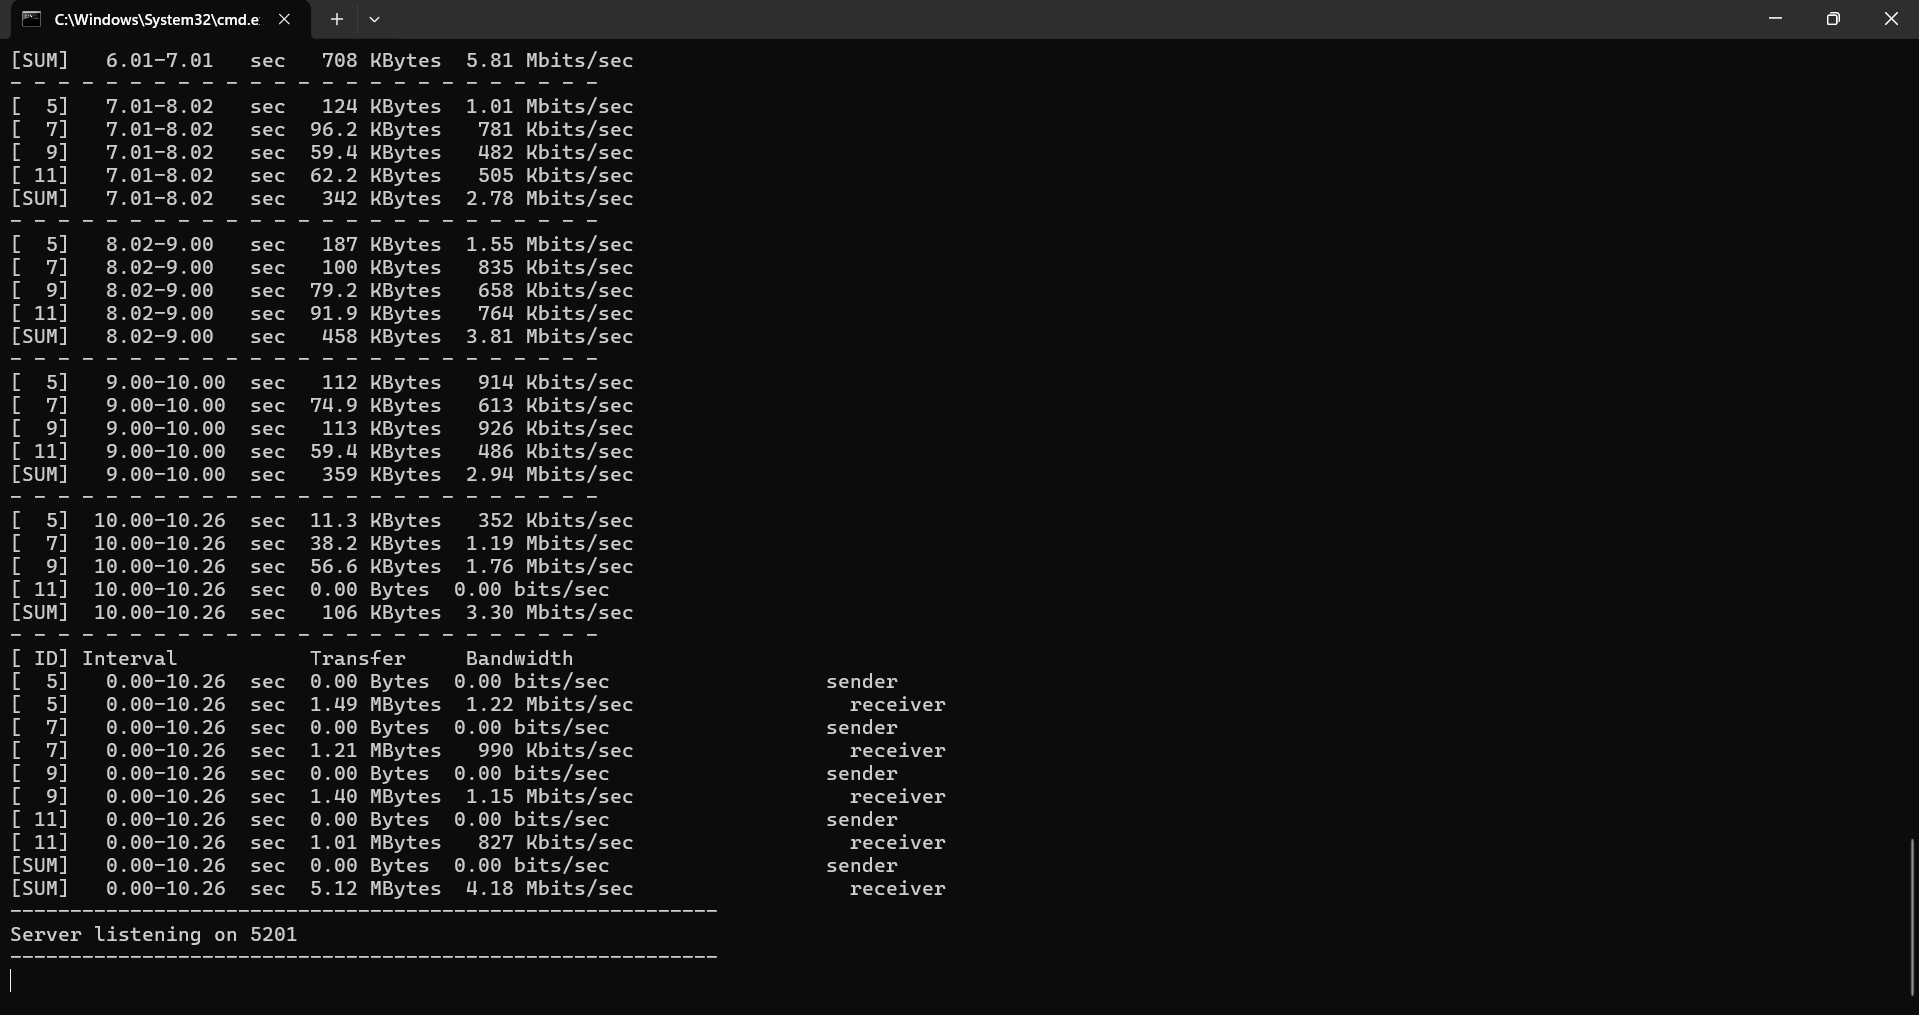 C:\Windows\System32\cmd.e
[SUM]   6.01-7.01   sec   708 KBytes  5.81 Mbits/sec
- - - - - - - - - - - - - - - - - - - - - - - - -
[  5]   7.01-8.02   sec   124 KBytes  1.01 Mbits/sec
[  7]   7.01-8.02   sec  96.2 KBytes   781 Kbits/sec
[  9]   7.01-8.02   sec  59.4 KBytes   482 Kbits/sec
[ 11]   7.01-8.02   sec  62.2 KBytes   505 Kbits/sec
[SUM]   7.01-8.02   sec   342 KBytes  2.78 Mbits/sec
- - - - - - - - - - - - - - - - - - - - - - - - -
[  5]   8.02-9.00   sec   187 KBytes  1.55 Mbits/sec
[  7]   8.02-9.00   sec   100 KBytes   835 Kbits/sec
[  9]   8.02-9.00   sec  79.2 KBytes   658 Kbits/sec
[ 11]   8.02-9.00   sec  91.9 KBytes   764 Kbits/sec
[SUM]   8.02-9.00   sec   458 KBytes  3.81 Mbits/sec
- - - - - - - - - - - - - - - - - - - - - - - - -
[  5]   9.00-10.00  sec   112 KBytes   914 Kbits/sec
[  7]   9.00-10.00  sec  74.9 KBytes   613 Kbits/sec
[  9]   9.00-10.00  sec   113 KBytes   926 Kbits/sec
[ 11]   9.00-10.00  sec  59.4 KBytes   486 Kbits/sec
[SUM]   9.00-10.00  sec   359 KBytes  2.94 Mbits/sec
- - - - - - - - - - - - - - - - - - - - - - - - -
[  5]  10.00-10.26  sec  11.3 KBytes   352 Kbits/sec
[  7]  10.00-10.26  sec  38.2 KBytes  1.19 Mbits/sec
[  9]  10.00-10.26  sec  56.6 KBytes  1.76 Mbits/sec
[ 11]  10.00-10.26  sec  0.00 Bytes  0.00 bits/sec
[SUM]  10.00-10.26  sec   106 KBytes  3.30 Mbits/sec
- - - - - - - - - - - - - - - - - - - - - - - - -
[ ID] Interval           Transfer     Bandwidth
[  5]   0.00-10.26  sec  0.00 Bytes  0.00 bits/sec                  sender
[  5]   0.00-10.26  sec  1.49 MBytes  1.22 Mbits/sec                  receiver
[  7]   0.00-10.26  sec  0.00 Bytes  0.00 bits/sec                  sender
[  7]   0.00-10.26  sec  1.21 MBytes   990 Kbits/sec                  receiver
[  9]   0.00-10.26  sec  0.00 Bytes  0.00 bits/sec                  sender
[  9]   0.00-10.26  sec  1.40 MBytes  1.15 Mbits/sec                  receiver
[ 11]   0.00-10.26  sec  0.00 Bytes  0.00 bits/sec                  sender
[ 11]   0.00-10.26  sec  1.01 MBytes   827 Kbits/sec                  receiver
[SUM]   0.00-10.26  sec  0.00 Bytes  0.00 bits/sec                  sender
[SUM]   0.00-10.26  sec  5.12 MBytes  4.18 Mbits/sec                  receiver
-----------------------------------------------------------
Server listening on 5201
-----------------------------------------------------------